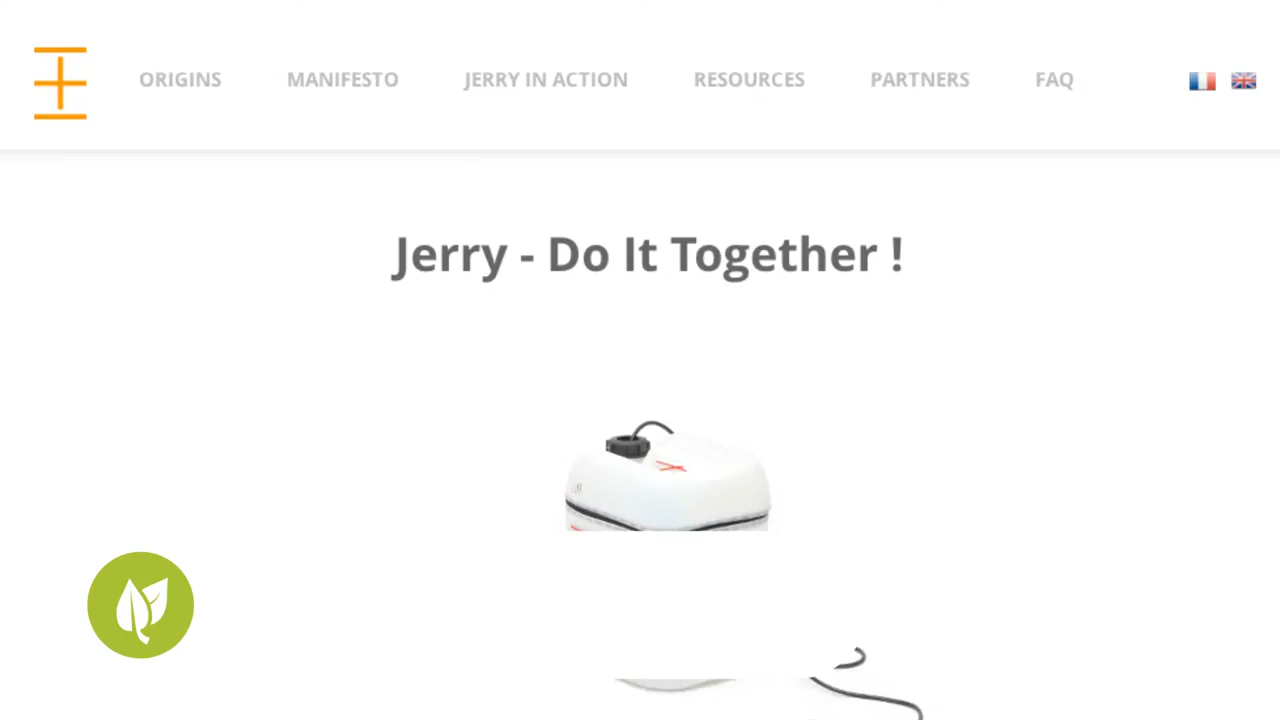 ORIGINS MANIFESTO JERRY IN ACTION RESOURCES PARTNERS FAQ
Jerry - Do It Together !